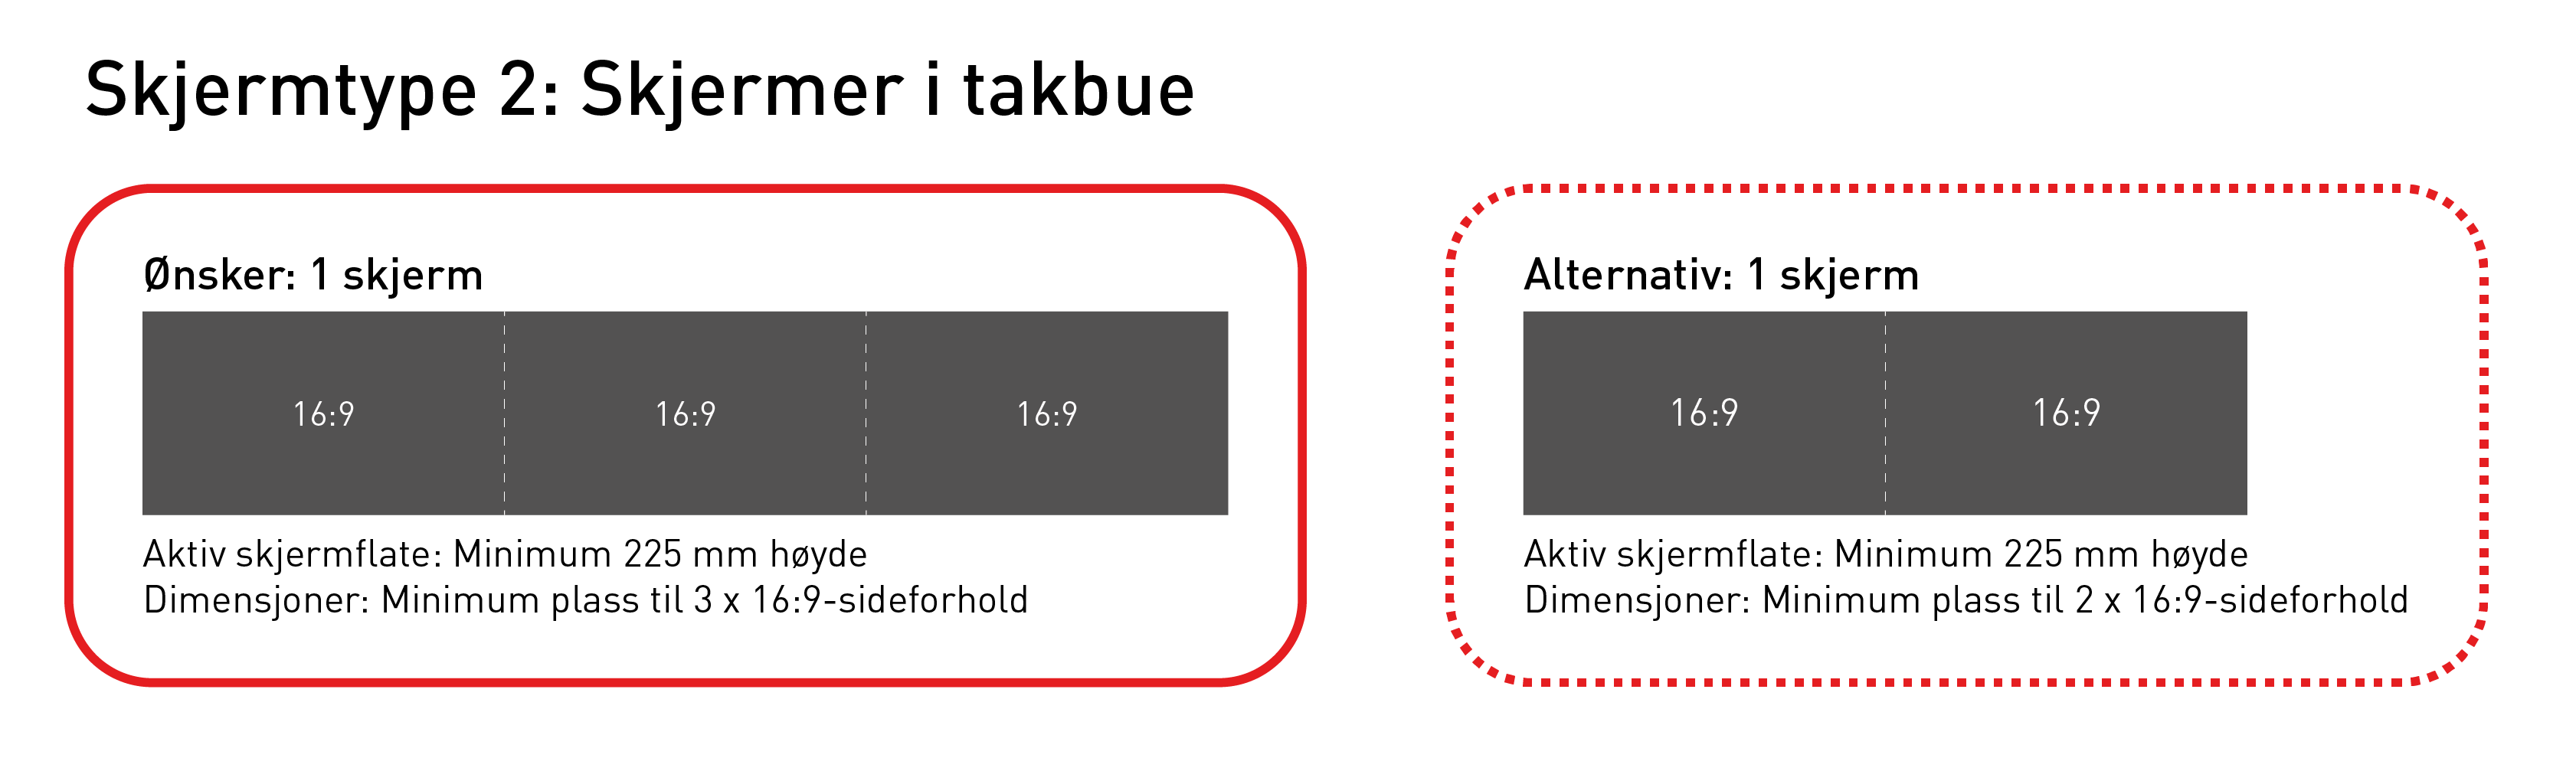 Skjermtype 2: Skjermer i takbue
Ønsker: 1 skjerm
16:9
16:9
16:9
Aktiv skjermflate: Minimum 225 mm høyde
Dimensjoner: Minimum plass til 3 x 16:9-sideforhold
Alternativ: 1 skjerm
16:9
16:9
Aktiv skjermflate: Minimum 225 mm høyde
Dimensjoner: Minimum plass til 2 x 16:9-sideforhold